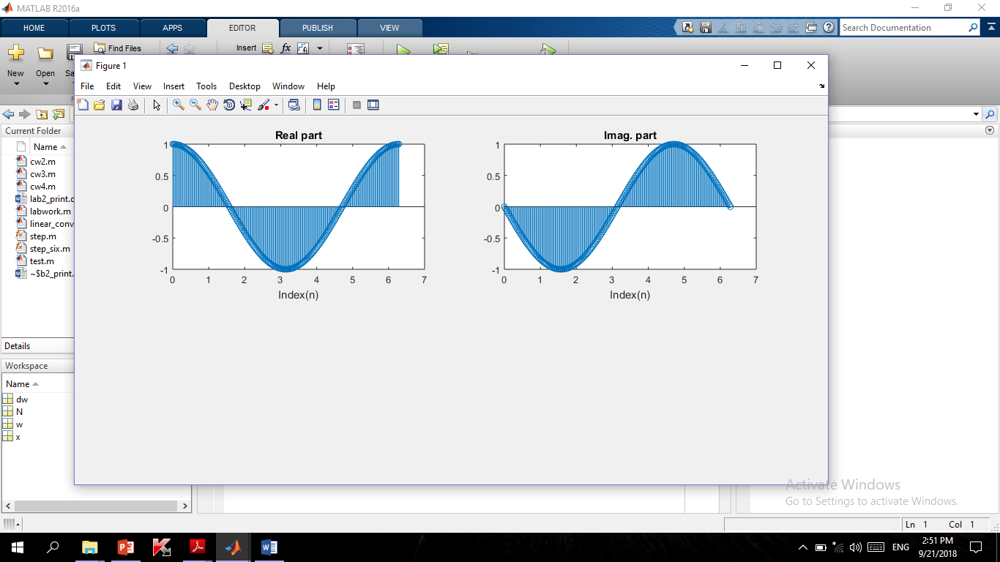 MATLAB R2016a
HOME PLOTS APPS EDITOR PUBLISH VIEW Search Documentation
Find Files Insert fx
New Open Sa
Figure 1
File Edit View Insert Tools Desktop Window Help
Current Folder
Name
cw2.m
cw3.m
cw4.m
lab2_print.
labwork.m
linear_conv
step.m
step_six.m
test.m
~$b2_print.
Details
Workspace
Name
dw
N
w
x
Real part
1
0.5
0
-0.5
-1
0 1 2 3 4 5 6 7
Index(n)
Imag. part
1
0.5
0
-0.5
-1
0 1 2 3 4 5 6 7
Index(n)
Activate Windows
Go to Settings to activate Windows.
Ln 1 Col 1
ENG
2:51 PM
9/21/2018